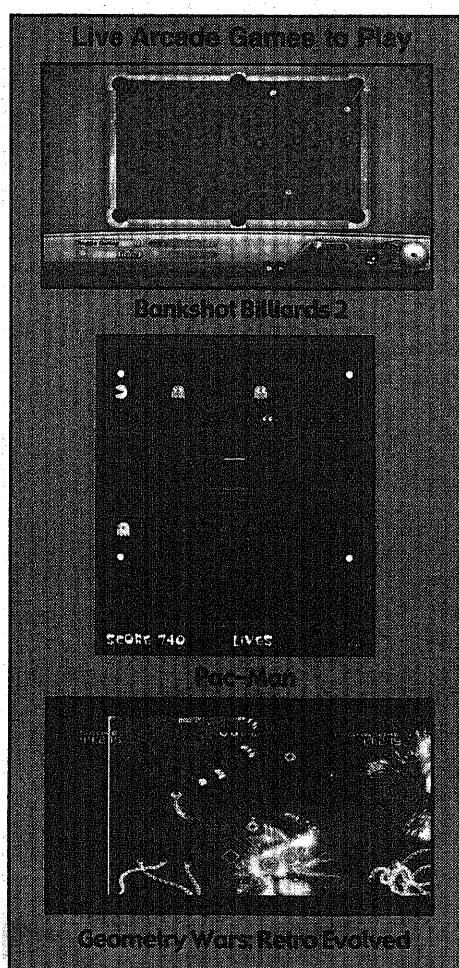 Live Arcade Games to Play
Bankshot Billiards 2
Score 740 Lives
Pac-Man
Geometry Wars: Retro Evolved